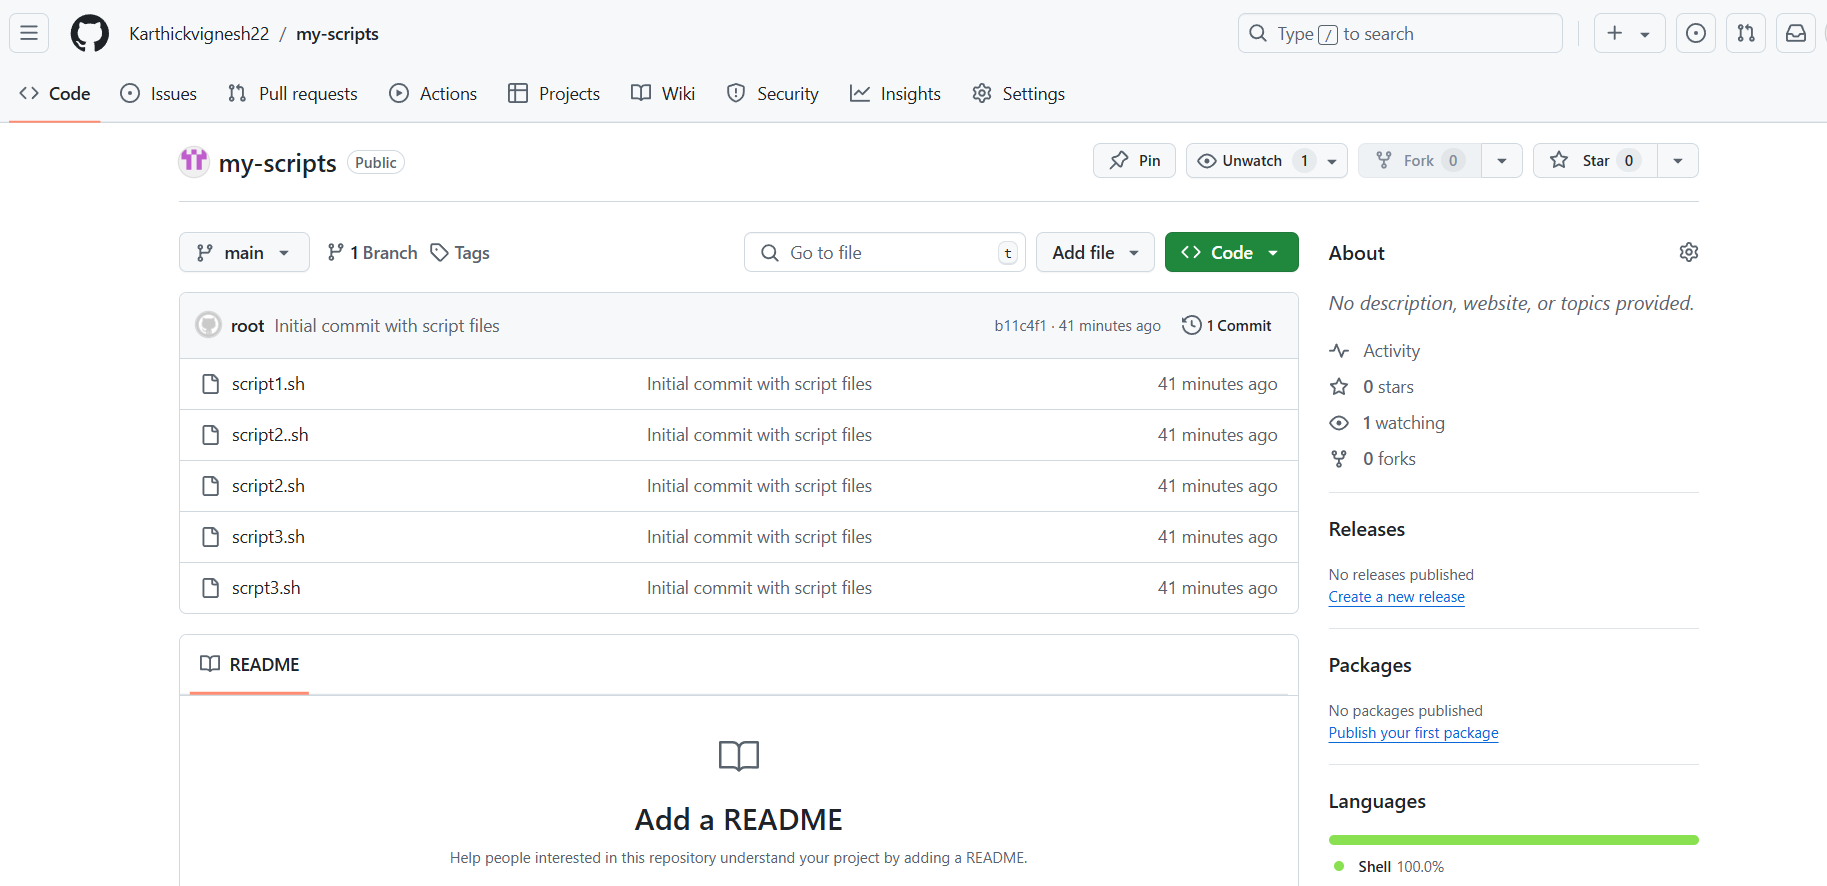 Karthickvignesh22 / my-scripts
Type / to search
Code Issues Pull requests Actions Projects Wiki Security Insights Settings
my-scripts Public
Pin Unwatch 1 Fork 0 Star 0
main 1 Branch Tags Go to file t Add file Code
root Initial commit with script files b11c4f1 · 41 minutes ago 1 Commit
script1.sh Initial commit with script files 41 minutes ago
script2..sh Initial commit with script files 41 minutes ago
script2.sh Initial commit with script files 41 minutes ago
script3.sh Initial commit with script files 41 minutes ago
scrpt3.sh Initial commit with script files 41 minutes ago
README
Add a README
Help people interested in this repository understand your project by adding a README.
About
No description, website, or topics provided.
Activity
0 stars
1 watching
0 forks
Releases
No releases published
Create a new release
Packages
No packages published
Publish your first package
Languages
Shell 100.0%